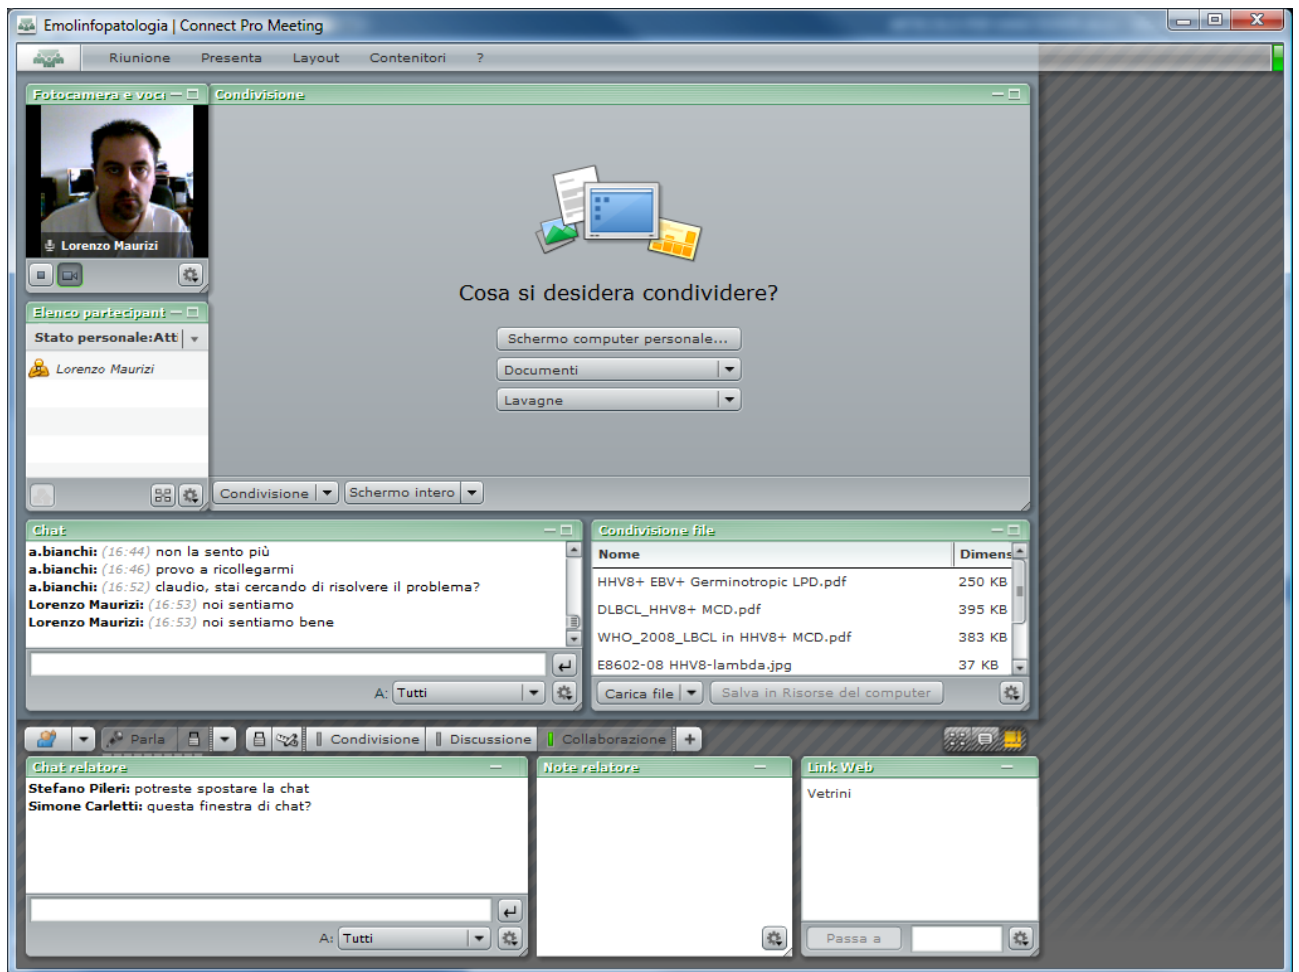 Emolinfopatologia | Connect Pro Meeting
Riunione Presenta Layout Contenitori ?
Fotocamera e voci
Condivisione
Lorenzo Maurizi
Cosa si desidera condividere?
Schermo computer personale...
Documenti
Lavagne
Elenco partecipant
Stato personale:Att
Lorenzo Maurizi
Condivisione Schermo intero
Chat
a.bianchi: (16:44) non la sento più
a.bianchi: (16:46) provo a ricollegarmi
a.bianchi: (16:52) claudio, stai cercando di risolvere il problema?
Lorenzo Maurizi: (16:53) noi sentiamo
Lorenzo Maurizi: (16:53) noi sentiamo bene
A: Tutti
Condivisione file
Nome Dimens
HHV8+ EBV+ Germinotropic LPD.pdf 250 KB
DLBCL_HHV8+ MCD.pdf 395 KB
WHO_2008_LBCL in HHV8+ MCD.pdf 383 KB
E8602-08 HHV8-lambda.jpg 37 KB
Carica file Salva in Risorse del computer
Parla Condivisione Discussione Collaborazione +
Chat relatore
Stefano Pileri: potreste spostare la chat
Simone Carletti: questa finestra di chat?
A: Tutti
Note relatore
Link Web
Vetrini
Passa a